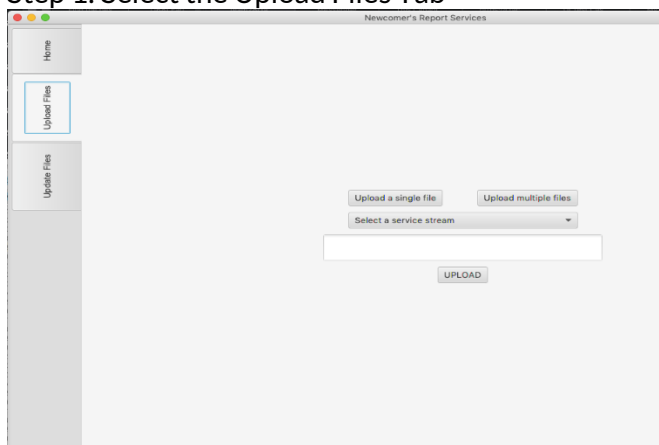 Step 1. Select the Upload Files Tab
Newcomer's Report Services
Home
Upload Files
Update Files
Upload a single file Upload multiple files
Select a service stream
UPLOAD